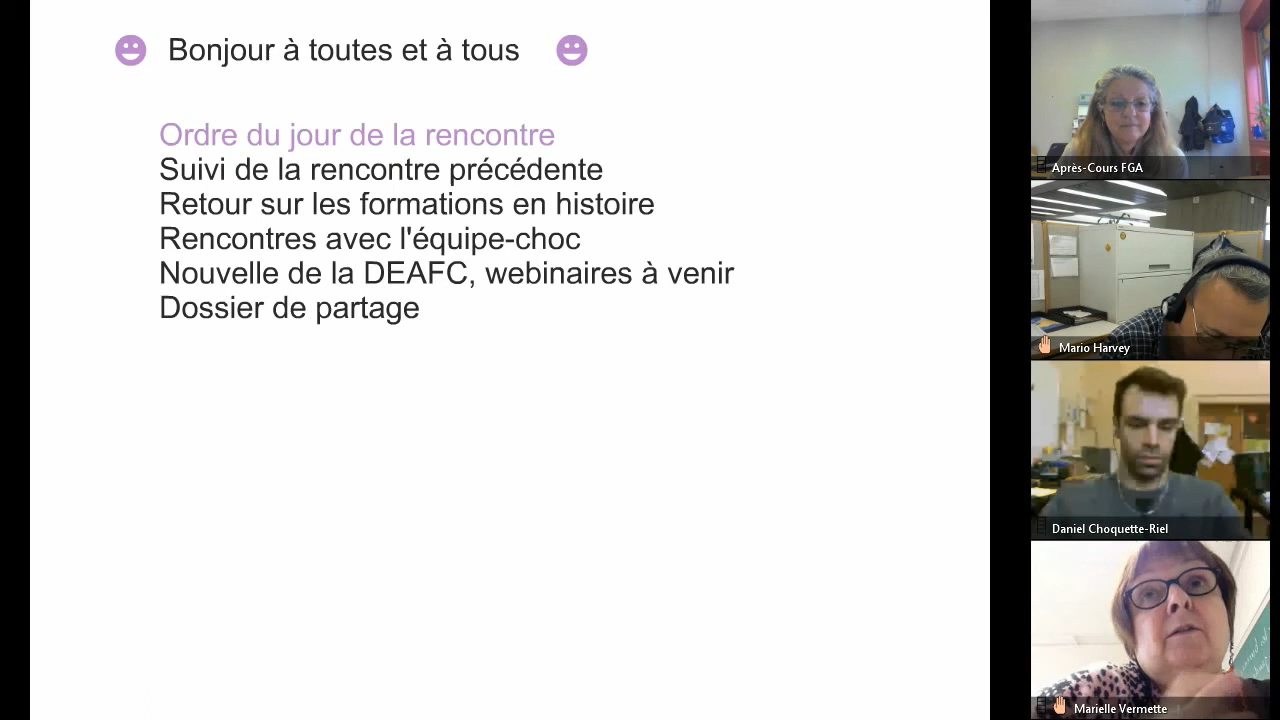 Bonjour à toutes et à tous
Ordre du jour de la rencontre
Suivi de la rencontre précédente
Retour sur les formations en histoire
Rencontres avec l'équipe-choc
Nouvelle de la DEAFC, webinaires à venir
Dossier de partage
Après-Cours FGA
Mario Harvey
Daniel Choquette-Riel
Marielle Vermette